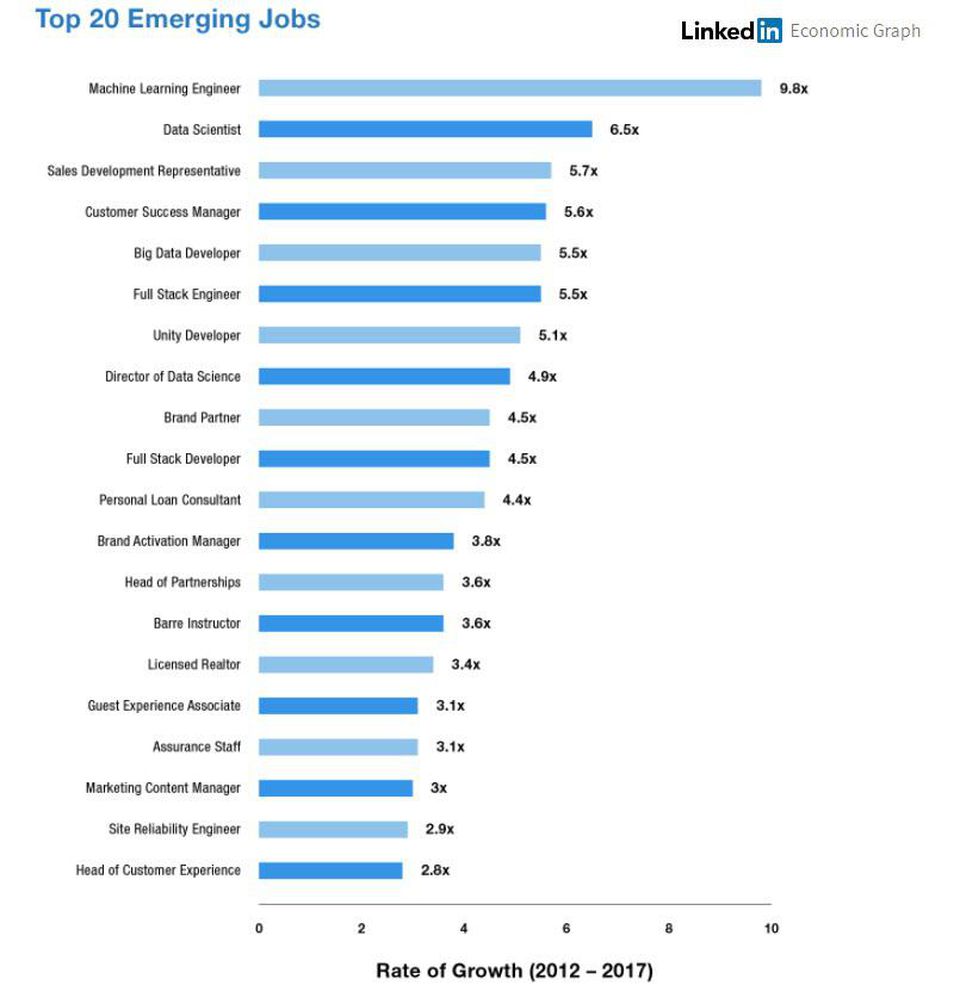 Top 20 Emerging Jobs
Linked in Economic Graph
Machine Learning Engineer 9.8x
Data Scientist 6.5x
Sales Development Representative 5.7x
Customer Success Manager 5.6x
Big Data Developer 5.5x
Full Stack Engineer 5.5x
Unity Developer 5.1x
Director of Data Science 4.9x
Brand Partner 4.5x
Full Stack Developer 4.5x
Personal Loan Consultant 4.4x
Brand Activation Manager 3.8x
Head of Partnerships 3.6x
Barre Instructor 3.6x
Licensed Realtor 3.4x
Guest Experience Associate 3.1x
Assurance Staff 3.1x
Marketing Content Manager 3x
Site Reliability Engineer 2.9x
Head of Customer Experience 2.8x
0 2 4 6 8 10
Rate of Growth (2012 – 2017)